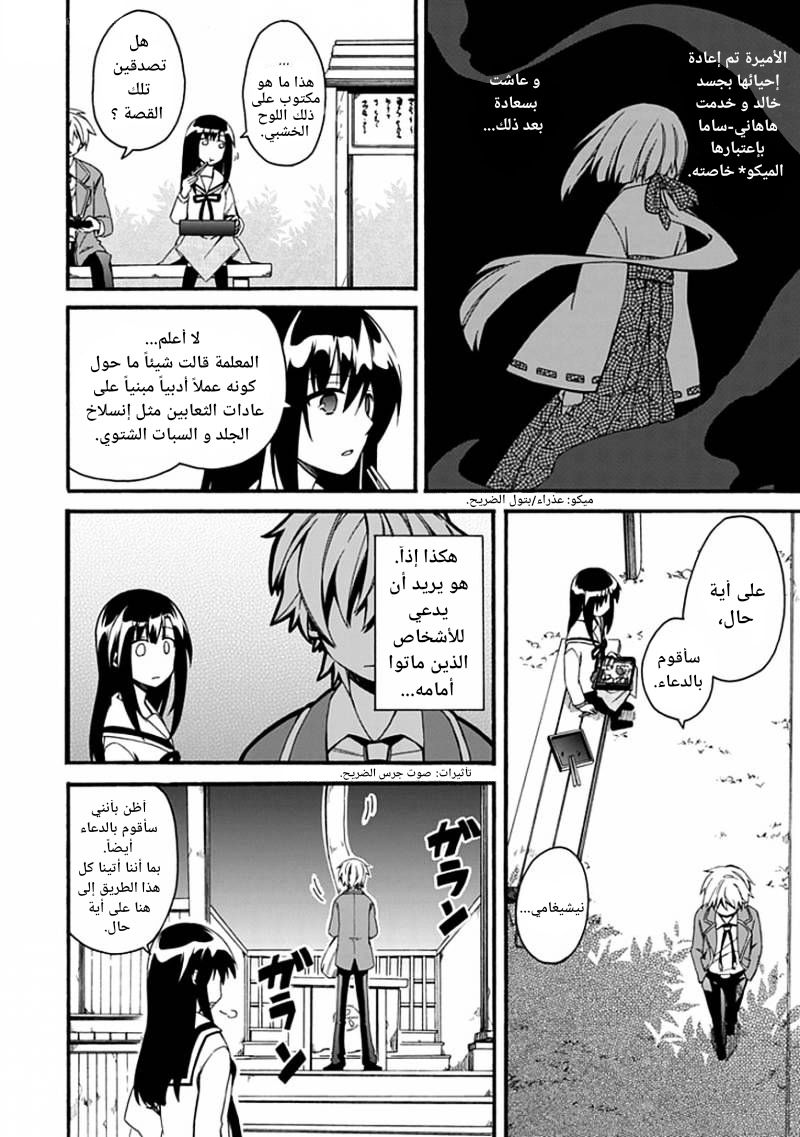 الأميرة تم إعادة
إحيائها بجسد
خالد و خدمت
هاهاني-ساما
بإعتبارها
الميكو* خاصته.
و عاشت
بسعادة
بعد ذلك...
...
هذا ما هو
مكتوب على
ذلك اللوح
الخشبي.
هل
تصدقين
تلك
القصة ؟
لا أعلم...
المعلمة قالت شيئاً ما حول
كونه عملاً أدبياً مبنياً على
عادات الثعابين مثل إنسلاخ
الجلد و السبات الشتوي.
ميكو: عذراء/بتول الضريح.
على أية
حال،
سأقوم
بالدعاء.
نيشيغامي...
هكذا إذاً.
هو يريد أن
يدعي
للأشخاص
الذين ماتوا
أمامه...
تأثيرات: صوت جرس الضريح.
ガラン
ガラン
أظن بأنني
سأقوم بالدعاء
أيضاً.
بما أننا أتينا كل
هذا الطريق إلى
هنا على أية
حال.